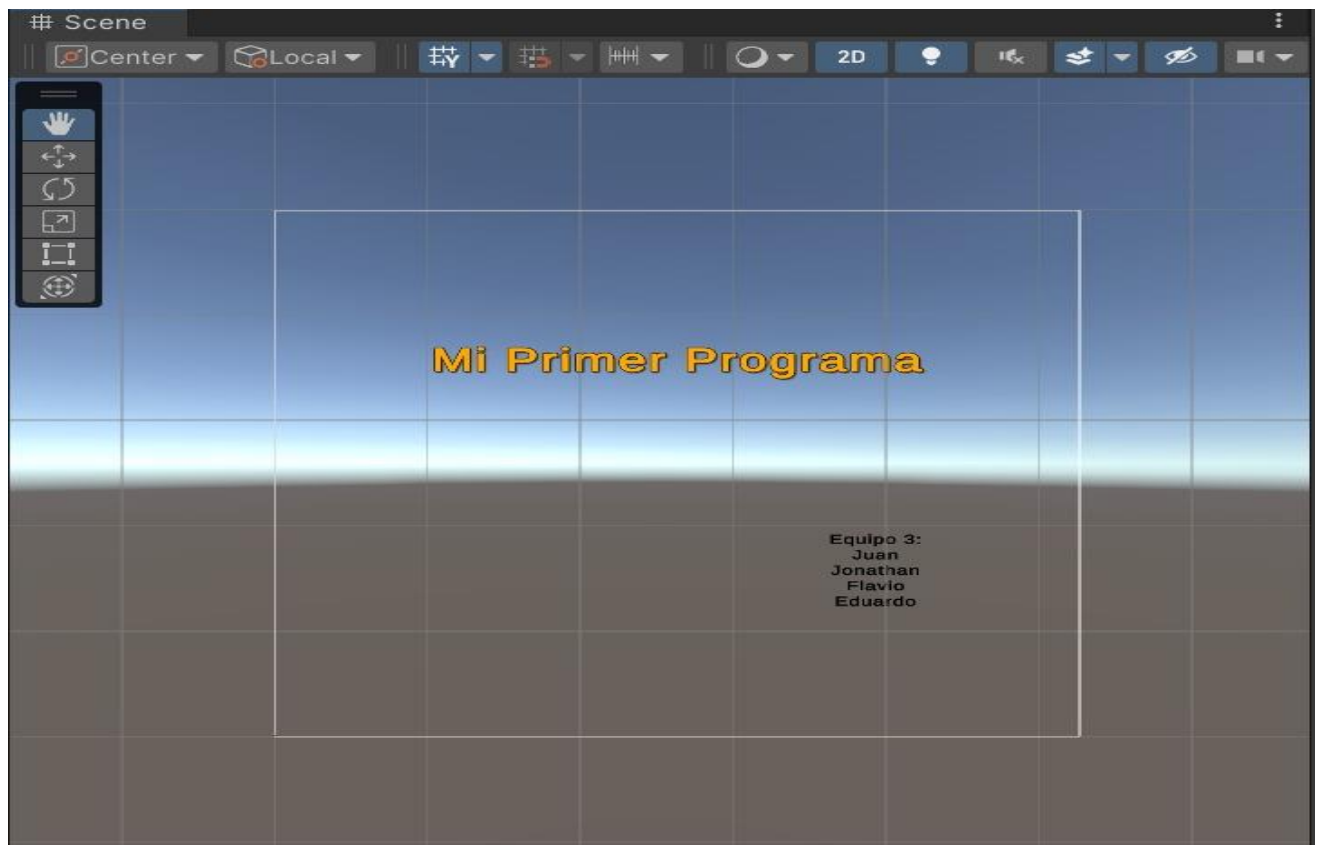 Scene
Center Local 2D
Mi Primer Programa
Equipo 3:
Juan
Jonathan
Flavio
Eduardo